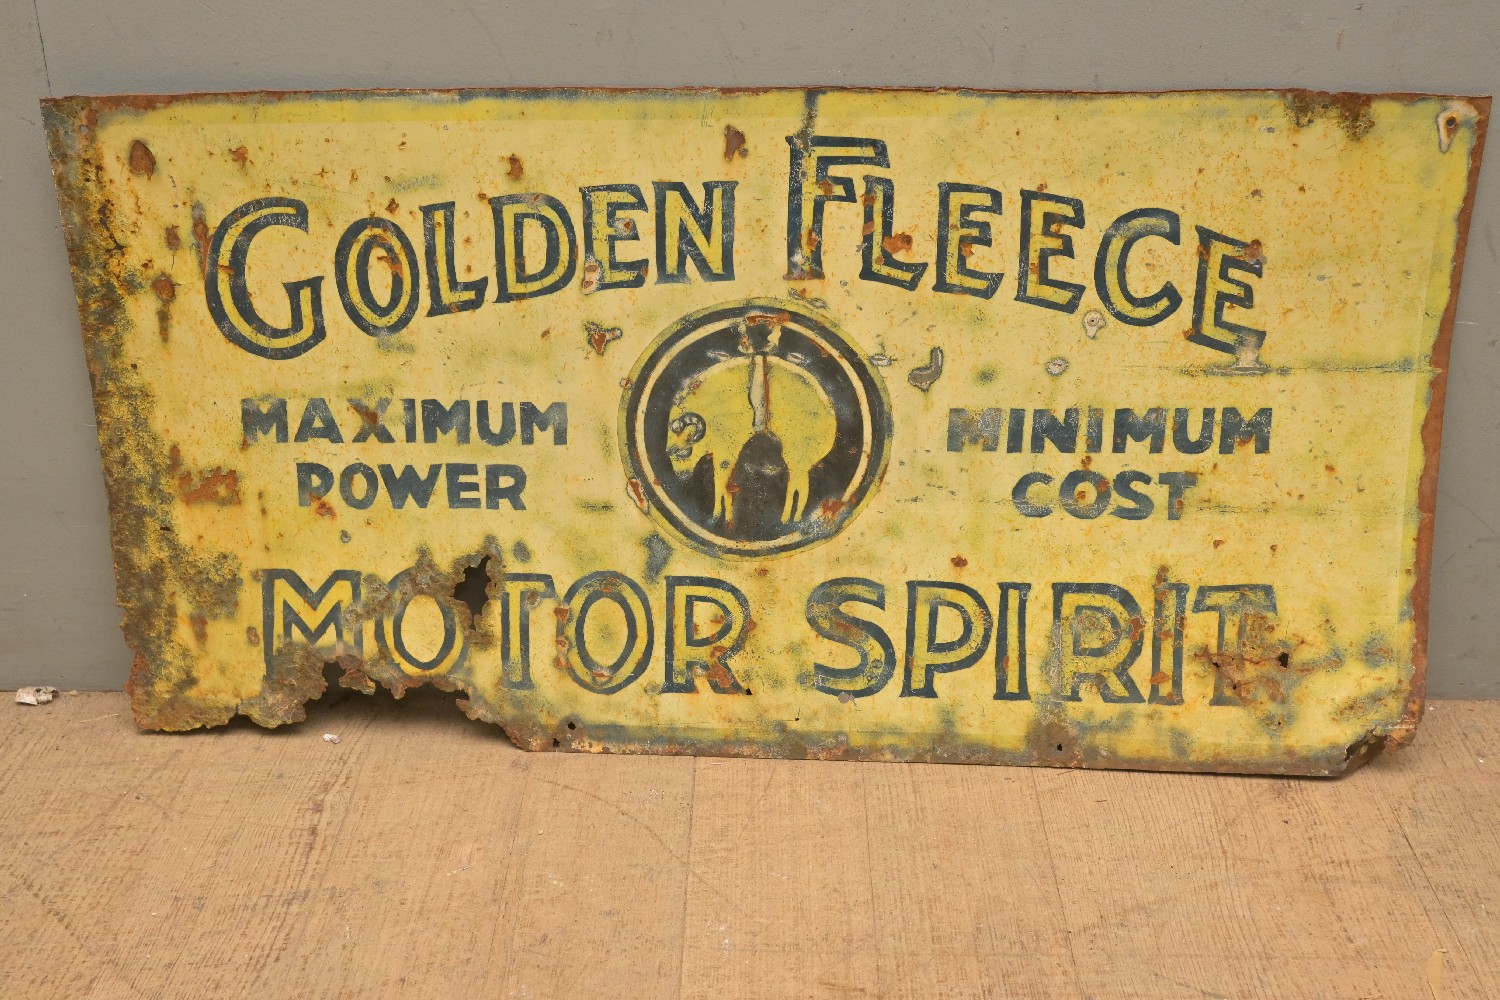 GOLDEN FLEECE
MAXIMUM
POWER
MINIMUM
COST
MOTOR SPIRIT